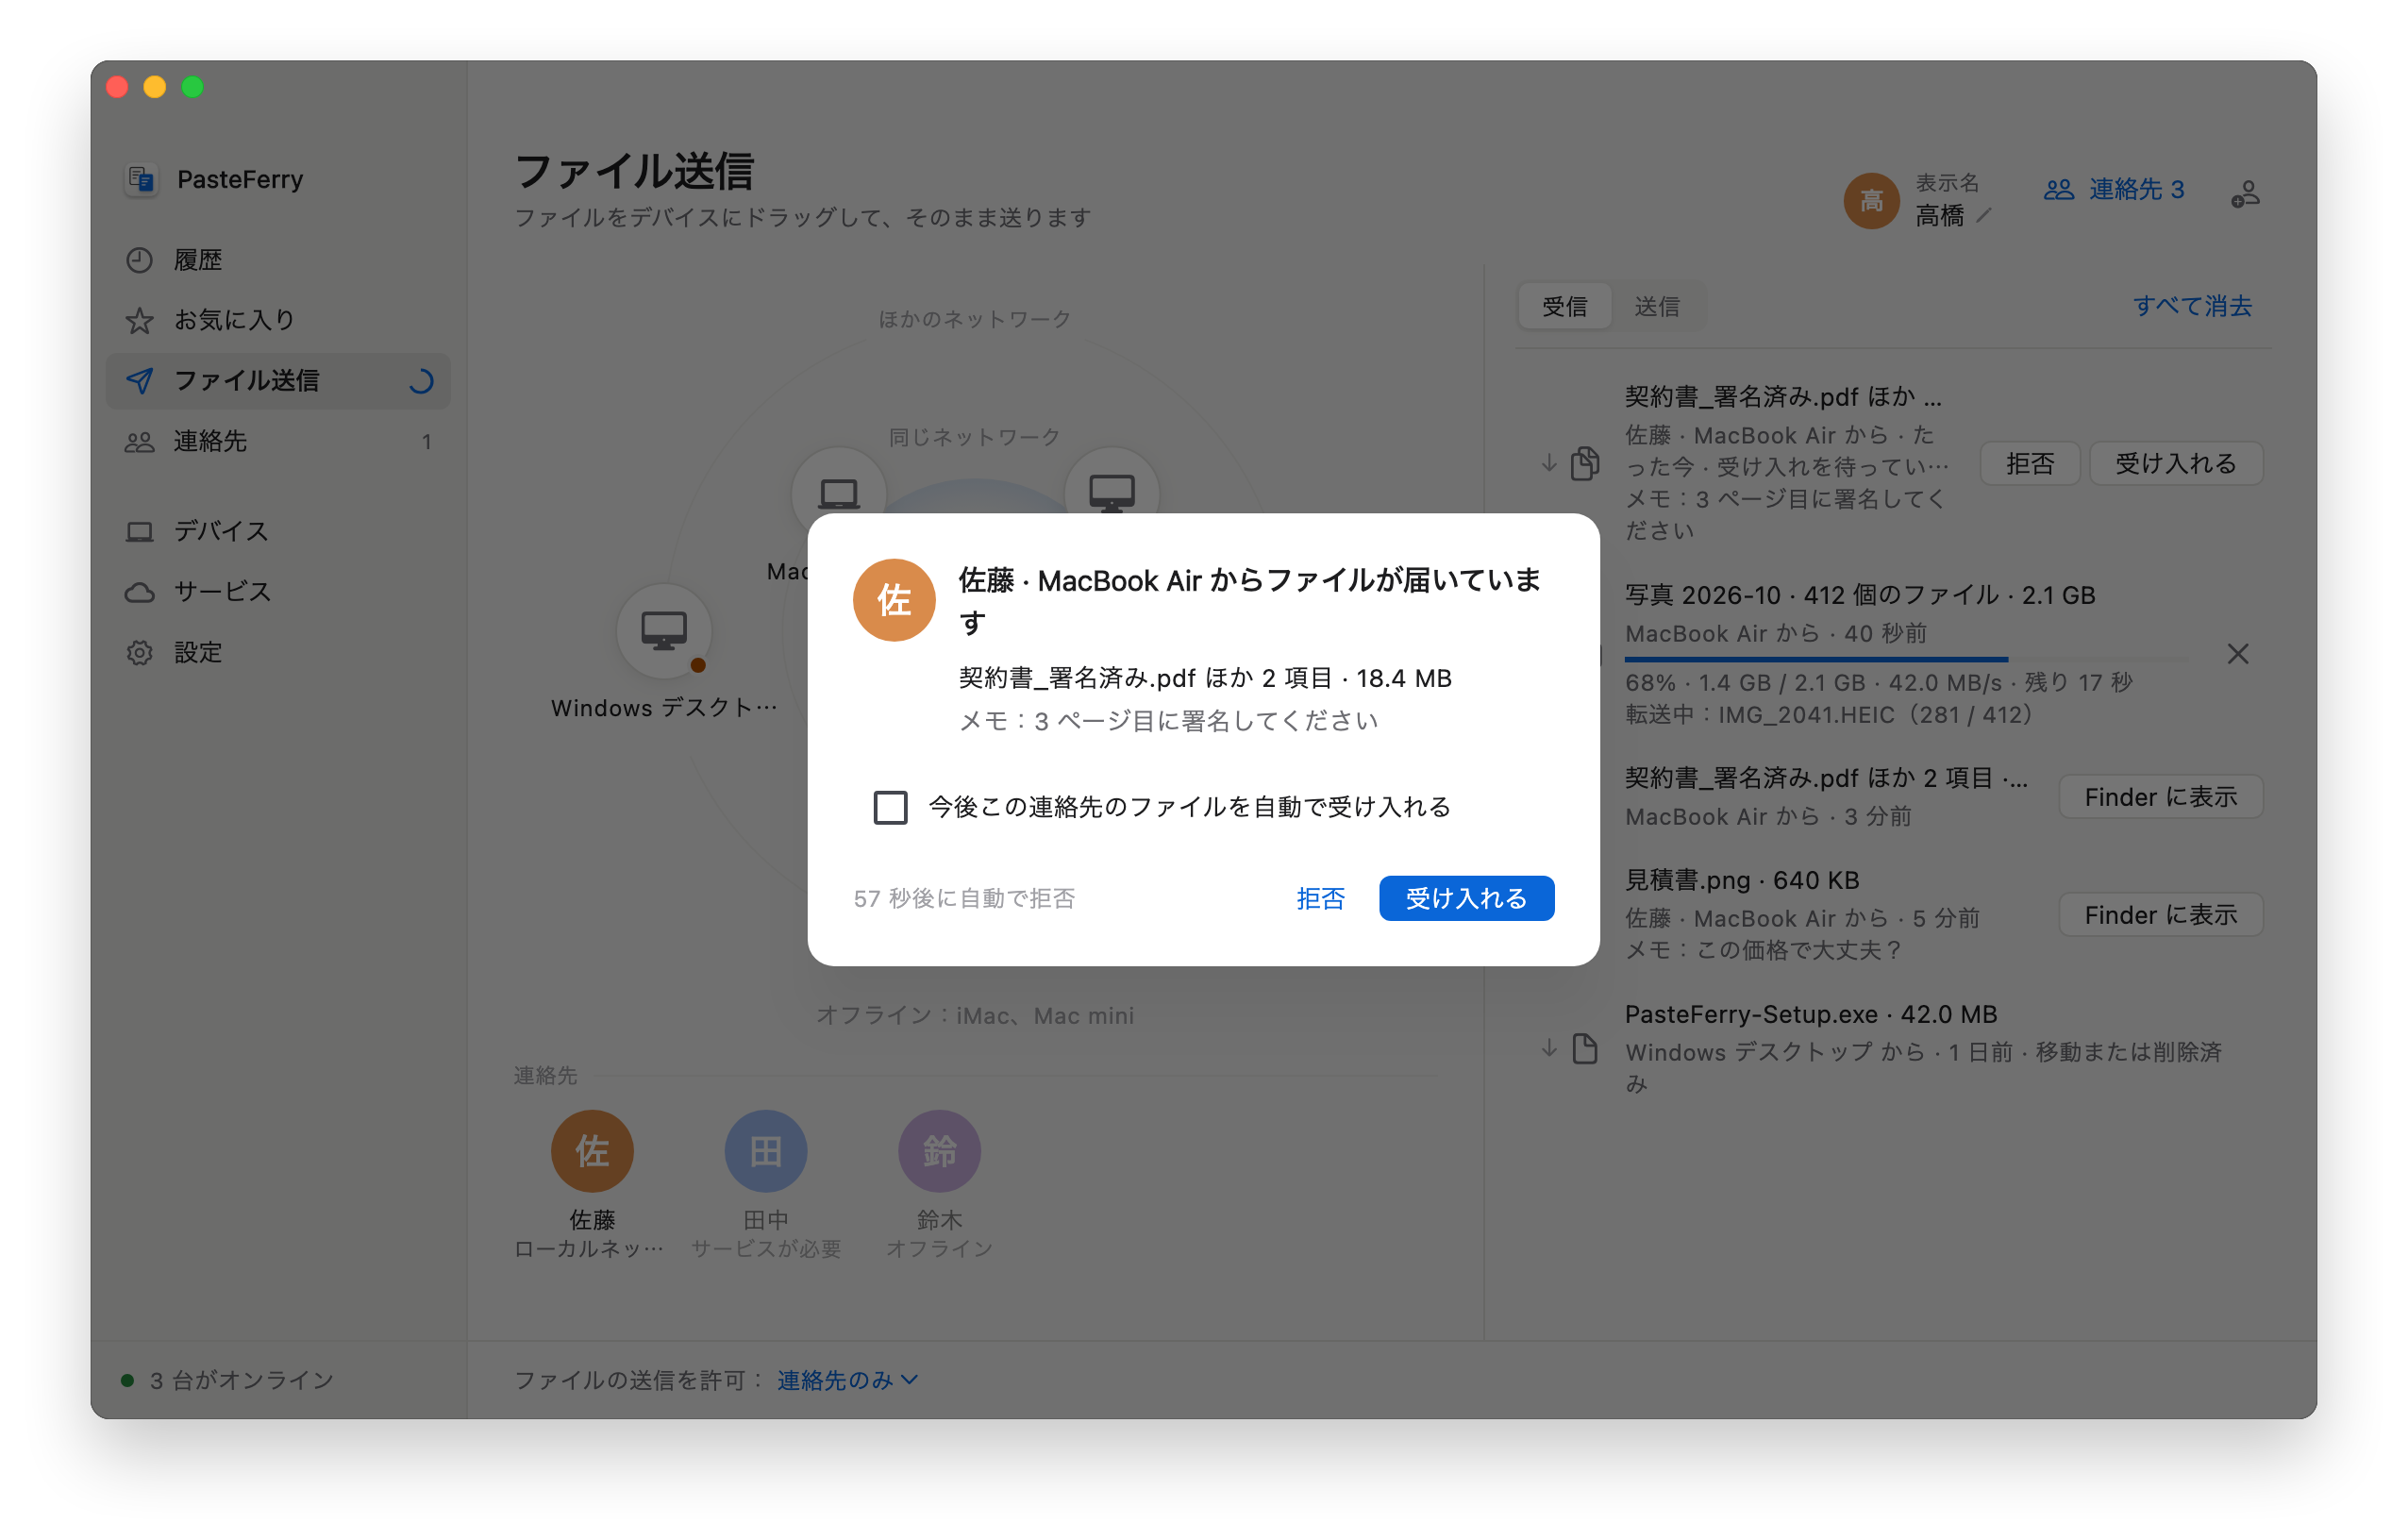 PasteFerry
履歴
お気に入り
ファイル送信
連絡先 1
デバイス
サービス
設定
3 台がオンライン
ファイル送信
ファイルをデバイスにドラッグして、そのまま送ります
高
表示名
高橋
連絡先 3
ほかのネットワーク
同じネットワーク
Mac
Windows デスクト…
オフライン：iMac、Mac mini
連絡先
佐
佐藤
ローカルネッ…
田
田中
サービスが必要
鈴
鈴木
オフライン
ファイルの送信を許可： 連絡先のみ
受信 送信 すべて消去
契約書_署名済み.pdf ほか ...
佐藤 · MacBook Air から · た
った今 · 受け入れを待ってい…
メモ：3 ページ目に署名してく
ださい
拒否 受け入れる
写真 2026-10 · 412 個のファイル · 2.1 GB
MacBook Air から · 40 秒前
68% · 1.4 GB / 2.1 GB · 42.0 MB/s · 残り 17 秒
転送中：IMG_2041.HEIC（281 / 412）
契約書_署名済み.pdf ほか 2 項目 ·...
MacBook Air から · 3 分前
Finder に表示
見積書.png · 640 KB
佐藤 · MacBook Air から · 5 分前
メモ：この価格で大丈夫？
Finder に表示
PasteFerry-Setup.exe · 42.0 MB
Windows デスクトップ から · 1 日前 · 移動または削除済
み
佐
佐藤 · MacBook Air からファイルが届いていま
す
契約書_署名済み.pdf ほか 2 項目 · 18.4 MB
メモ：3 ページ目に署名してください
今後この連絡先のファイルを自動で受け入れる
57 秒後に自動で拒否
拒否 受け入れる